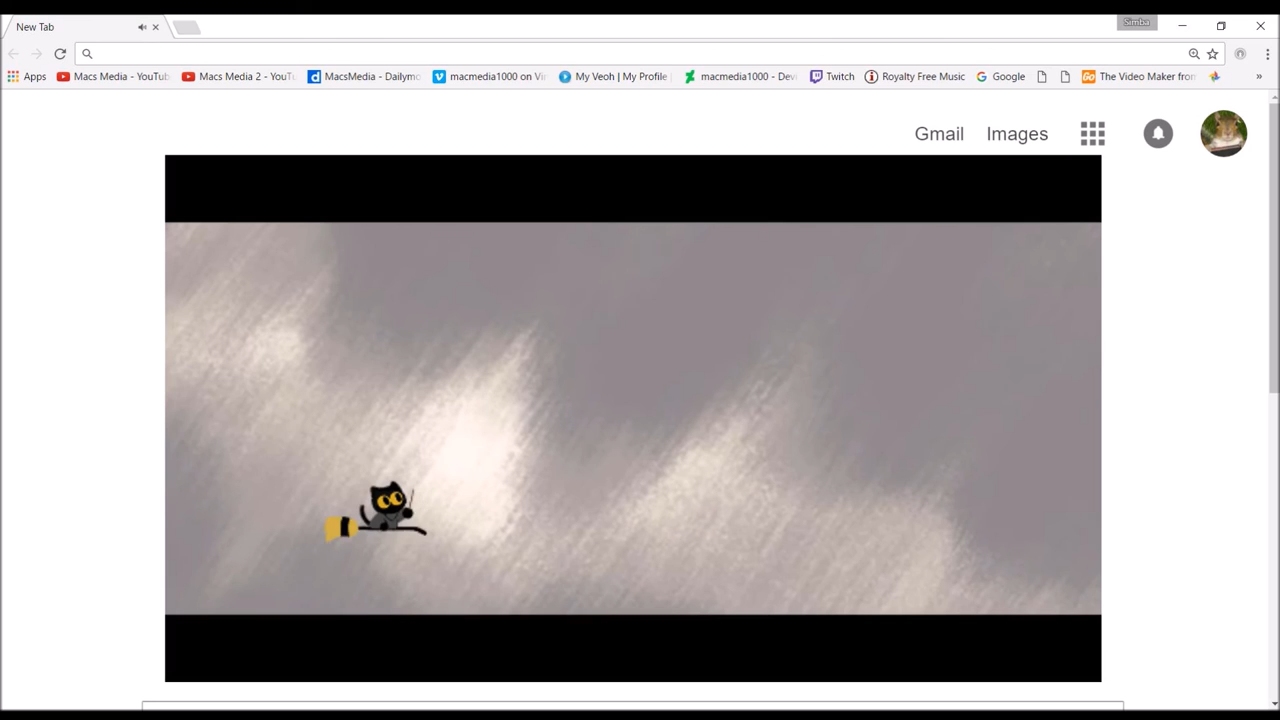 New Tab
Simba
Apps Macs Media - YouTub Macs Media 2 - YouTu MacsMedia - Dailymo macmedia1000 on Vi My Veoh | My Profile | macmedia1000 - Dev Twitch Royalty Free Music Google The Video Maker from
Gmail Images